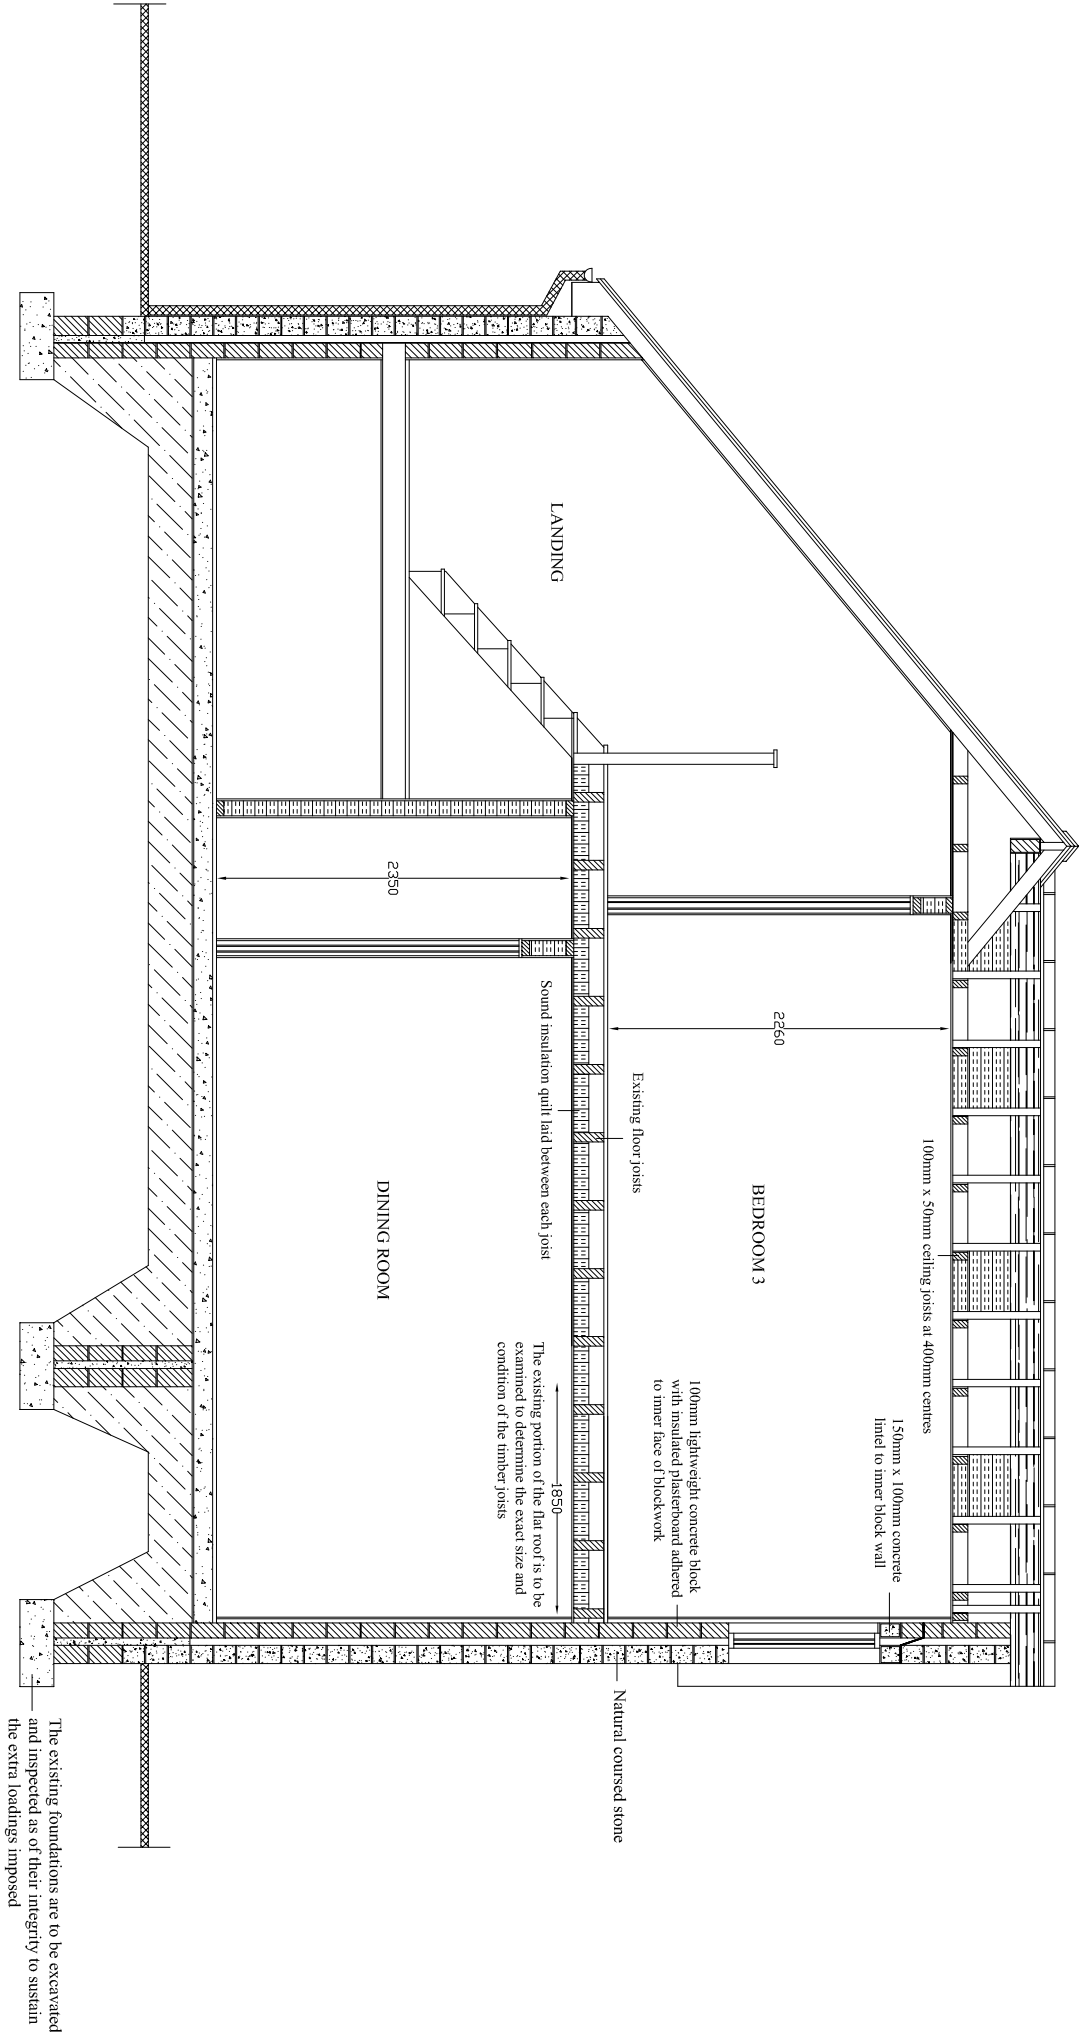 100mm x 50mm ceiling joists at 400mm centres
150mm x 100mm concrete
lintel to inner block wall
LANDING
2260
BEDROOM 3
100mm lightweight concrete block
with insulated plasterboard adhered
to inner face of blockwork
Existing floor joists
Natural coursed stone
Sound insulation quilt laid between each joist
1850
The existing portion of the flat roof is to be
examined to determine the exact size and
condition of the timber joists
2350
DINING ROOM
The existing foundations are to be excavated
and inspected as of their integrity to sustain
the extra loadings imposed